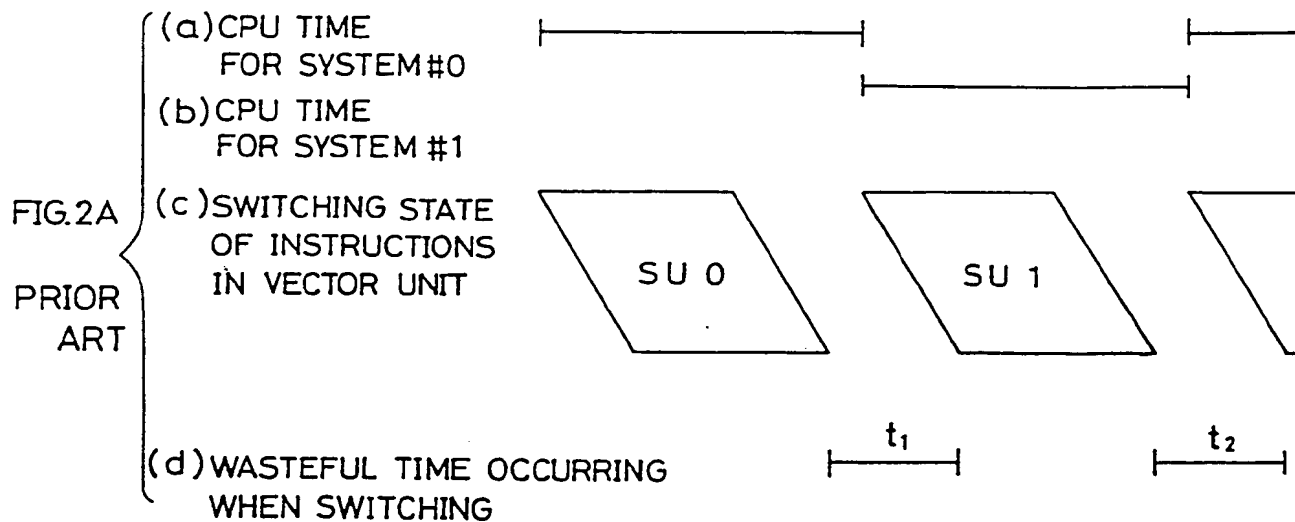 (a) CPU TIME
FOR SYSTEM #0
(b) CPU TIME
FOR SYSTEM #1
FIG. 2A
PRIOR
ART
(c) SWITCHING STATE
OF INSTRUCTIONS
IN VECTOR UNIT
SU 0
SU 1
t1
t2
(d) WASTEFUL TIME OCCURRING
WHEN SWITCHING